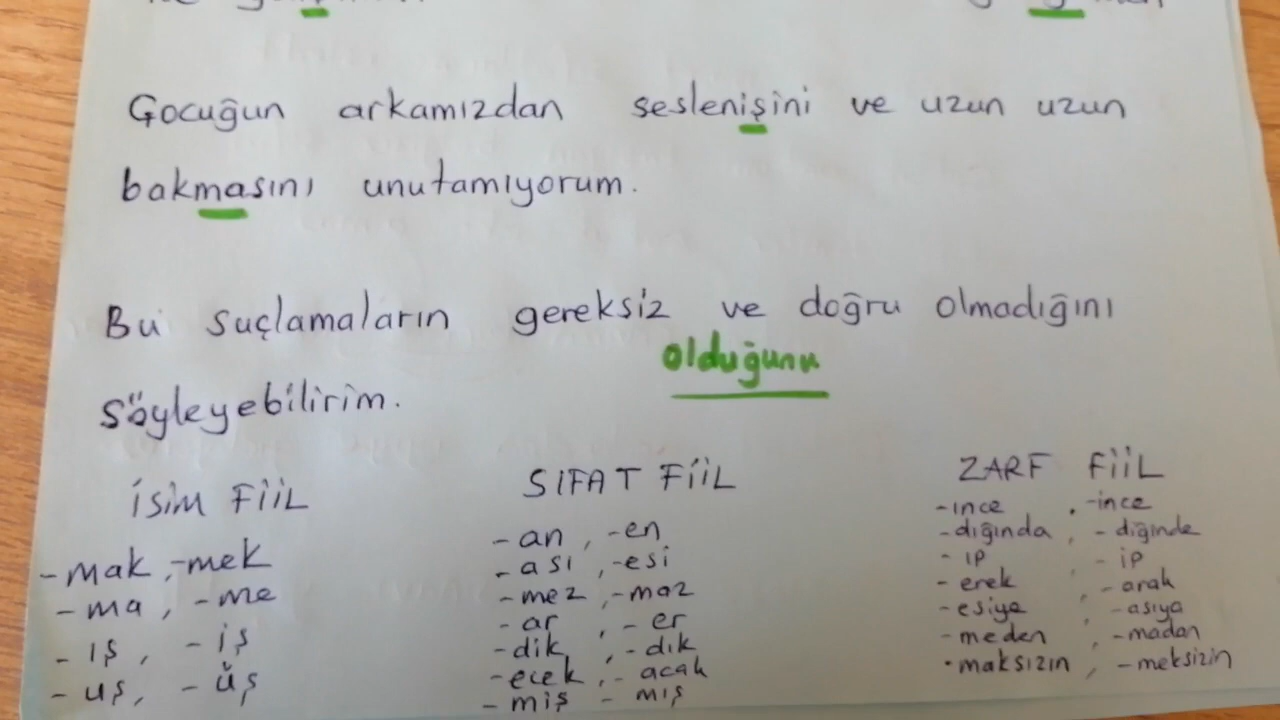 Çocuğun arkamızdan seslenişini ve uzun uzun
bakmasını unutamıyorum.
Bu suçlamaların gereksiz ve doğru olmadığını
olduğunu
söyleyebilirim.
İSİM FİİL
-mak, -mek
-ma, -me
-ış, -iş
-uş, -üş
SIFAT FİİL
-an, -en
-ası, -esi
-mez, -maz
-ar, -er
-dik, -dık
-ecek, -acak
-miş - mış
ZARF FİİL
-ınca, -ince
-dığında, -diğinde
-ıp, -ip
-erek, -arak
-esiye, -asıya
-meden, -madan
-maksızın, -meksizin